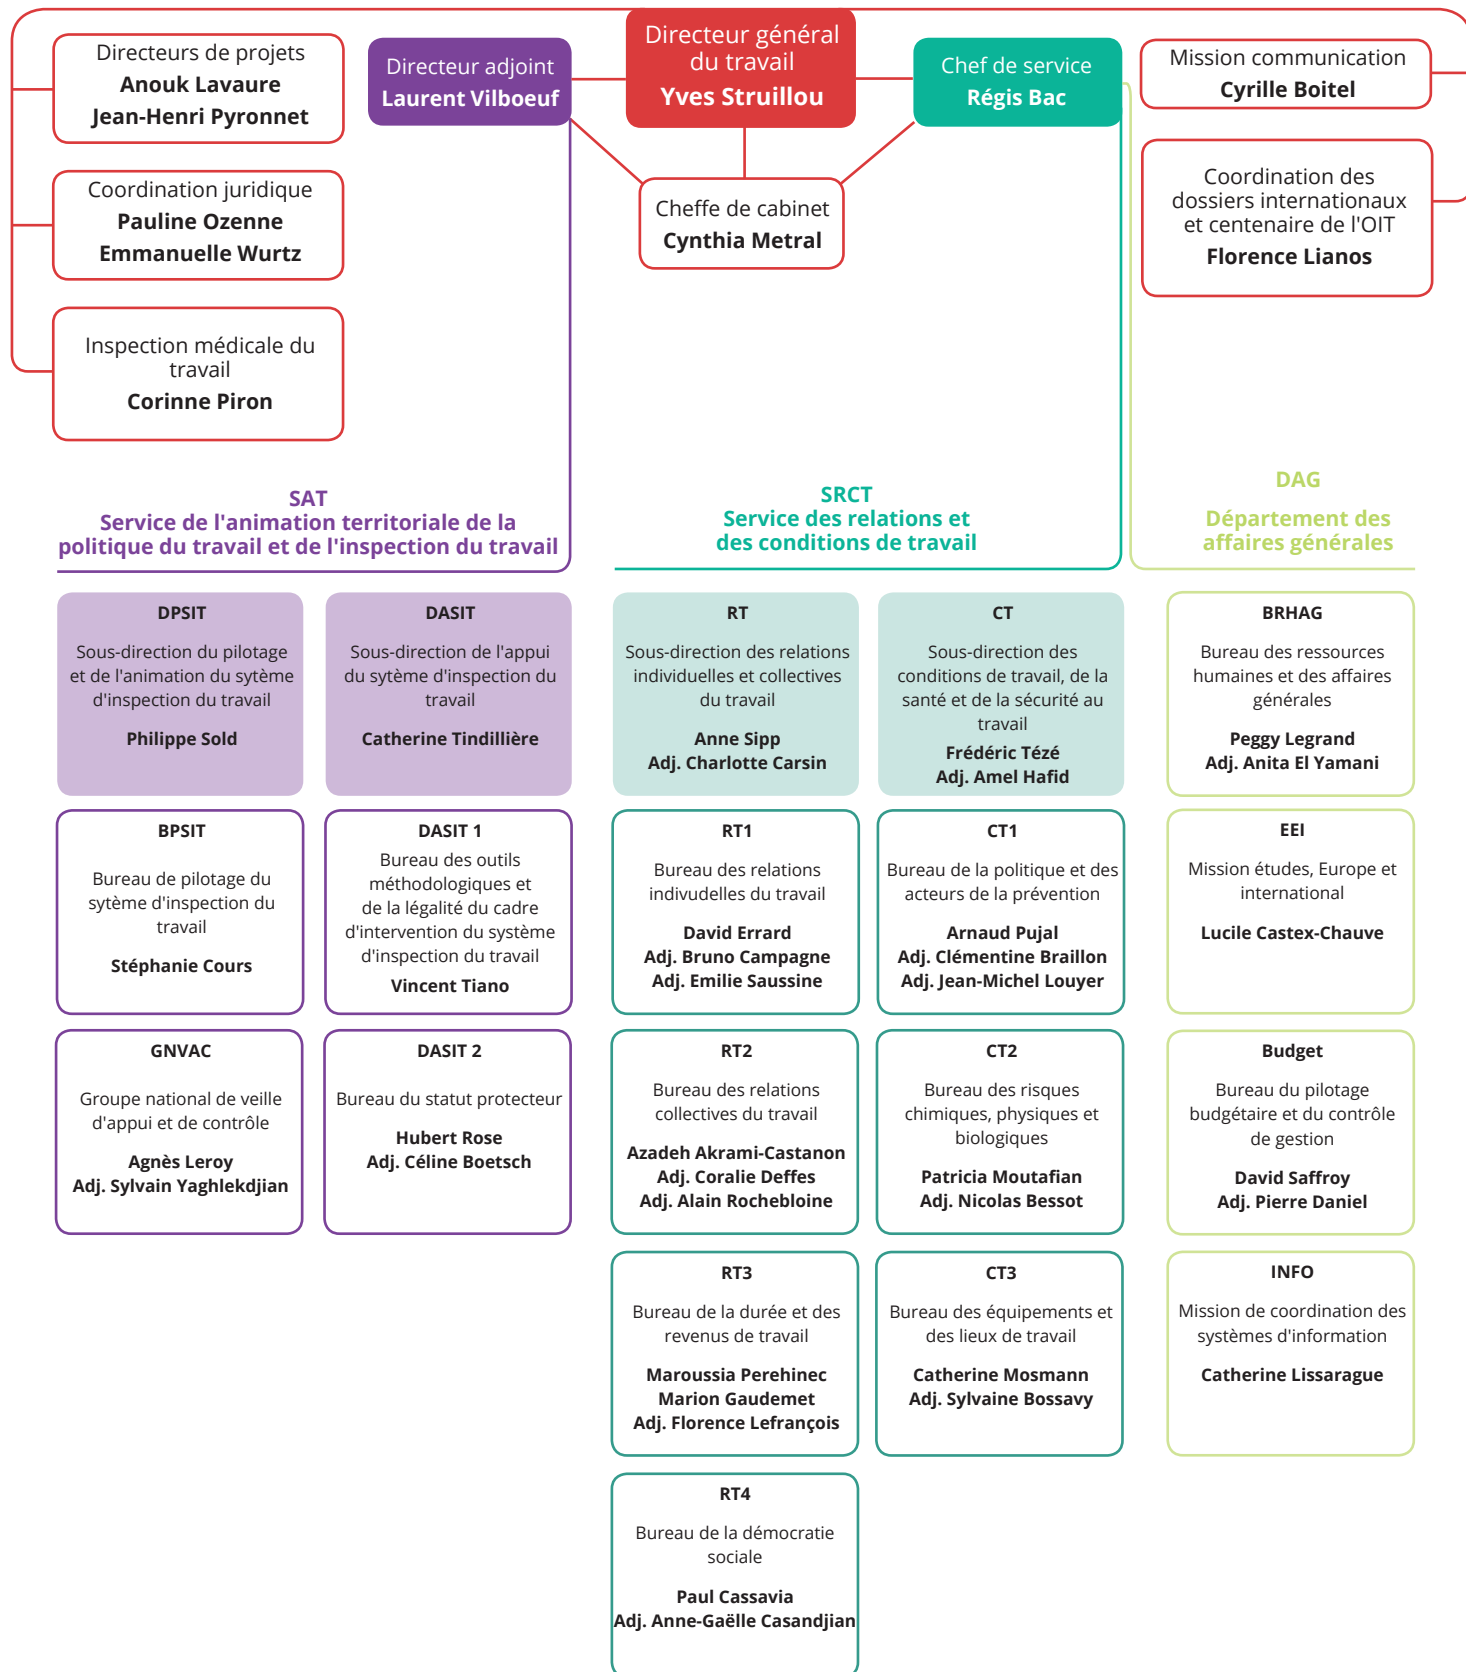 Directeurs de projets
Anouk Lavaure
Jean-Henri Pyronnet
Coordination juridique
Pauline Ozenne
Emmanuelle Wurtz
Inspection médicale du
travail
Corinne Piron
Directeur adjoint
Laurent Vilboeuf
Directeur général
du travail
Yves Struillou
Chef de service
Régis Bac
Cheffe de cabinet
Cynthia Metral
Mission communication
Cyrille Boitel
Coordination des
dossiers internationaux
et centenaire de l'OIT
Florence Lianos
SAT
Service de l'animation territoriale de la
politique du travail et de l'inspection du travail
DPSIT
Sous-direction du pilotage
et de l'animation du sytème
d'inspection du travail
Philippe Sold
DASIT
Sous-direction de l'appui
du sytème d'inspection du
travail
Catherine Tindillière
BPSIT
Bureau de pilotage du
sytème d'inspection du
travail
Stéphanie Cours
DASIT 1
Bureau des outils
méthodologiques et
de la légalité du cadre
d'intervention du système
d'inspection du travail
Vincent Tiano
GNVAC
Groupe national de veille
d'appui et de contrôle
Agnès Leroy
Adj. Sylvain Yaghlekdjian
DASIT 2
Bureau du statut protecteur
Hubert Rose
Adj. Céline Boetsch
SRCT
Service des relations et
des conditions de travail
RT
Sous-direction des relations
individuelles et collectives
du travail
Anne Sipp
Adj. Charlotte Carsin
CT
Sous-direction des
conditions de travail, de la
santé et de la sécurité au
travail
Frédéric Tézé
Adj. Amel Hafid
RT1
Bureau des relations
indivudelles du travail
David Errard
Adj. Bruno Campagne
Adj. Emilie Saussine
CT1
Bureau de la politique et des
acteurs de la prévention
Arnaud Pujal
Adj. Clémentine Braillon
Adj. Jean-Michel Louyer
RT2
Bureau des relations
collectives du travail
Azadeh Akrami-Castanon
Adj. Coralie Deffes
Adj. Alain Rochebloine
CT2
Bureau des risques
chimiques, physiques et
biologiques
Patricia Moutafian
Adj. Nicolas Bessot
RT3
Bureau de la durée et des
revenus de travail
Maroussia Perehinec
Marion Gaudemet
Adj. Florence Lefrançois
CT3
Bureau des équipements et
des lieux de travail
Catherine Mosmann
Adj. Sylvaine Bossavy
RT4
Bureau de la démocratie
sociale
Paul Cassavia
Adj. Anne-Gaëlle Casandjian
DAG
Département des
affaires générales
BRHAG
Bureau des ressources
humaines et des affaires
générales
Peggy Legrand
Adj. Anita El Yamani
EEI
Mission études, Europe et
international
Lucile Castex-Chauve
Budget
Bureau du pilotage
budgétaire et du contrôle
de gestion
David Saffroy
Adj. Pierre Daniel
INFO
Mission de coordination des
systèmes d'information
Catherine Lissarague